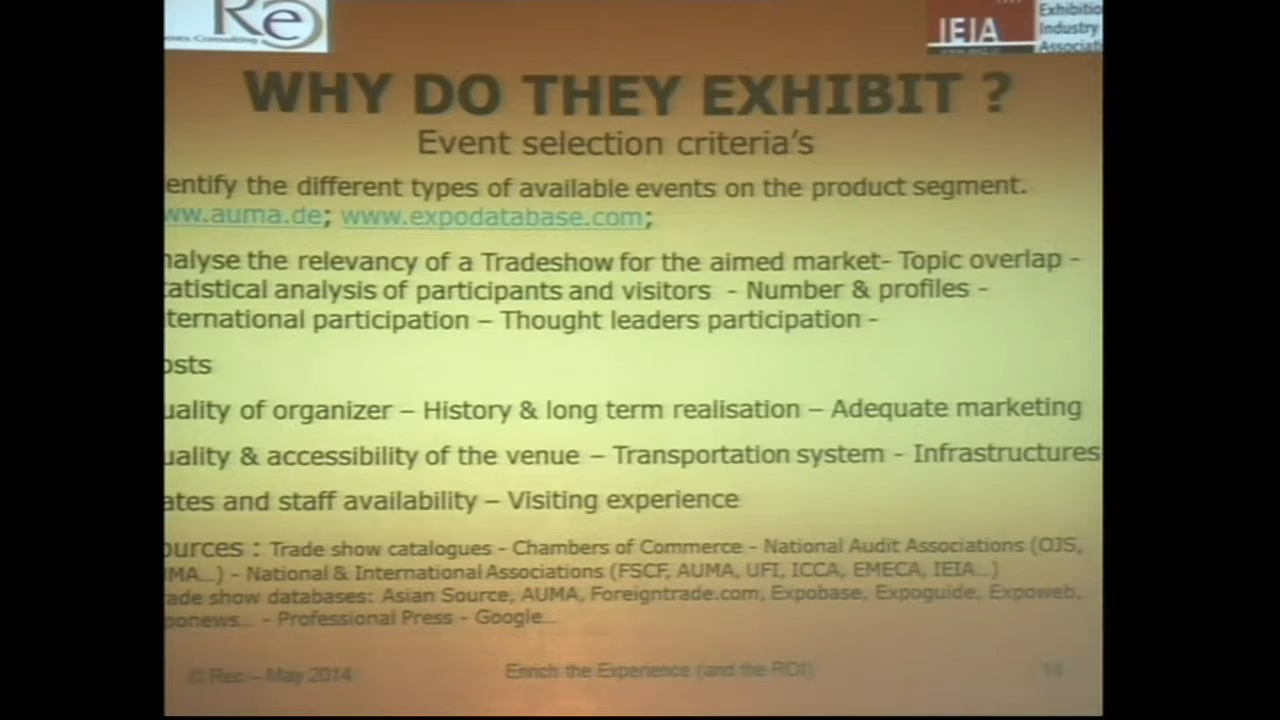 Re
Consulting
IEIA
Exhibitio
Industry
Associati
WHY DO THEY EXHIBIT ?
Event selection criteria's
entify the different types of available events on the product segment.
ww.auma.de; www.expodatabase.com;
nalyse the relevancy of a Tradeshow for the aimed market- Topic overlap -
tatistical analysis of participants and visitors - Number & profiles -
ternational participation – Thought leaders participation -
osts
uality of organizer – History & long term realisation – Adequate marketing
uality & accessibility of the venue – Transportation system - Infrastructures
ates and staff availability – Visiting experience
ources : Trade show catalogues - Chambers of Commerce - National Audit Associations (OJS,
MA…) - National & International Associations (FSCF, AUMA, UFI, ICCA, EMECA, IEIA…)
ade show databases: Asian Source, AUMA, Foreigntrade.com, Expobase, Expoguide, Expoweb,
ponews… - Professional Press - Google…
© Rec – May 2014
Enrich the Experience (and the ROI)